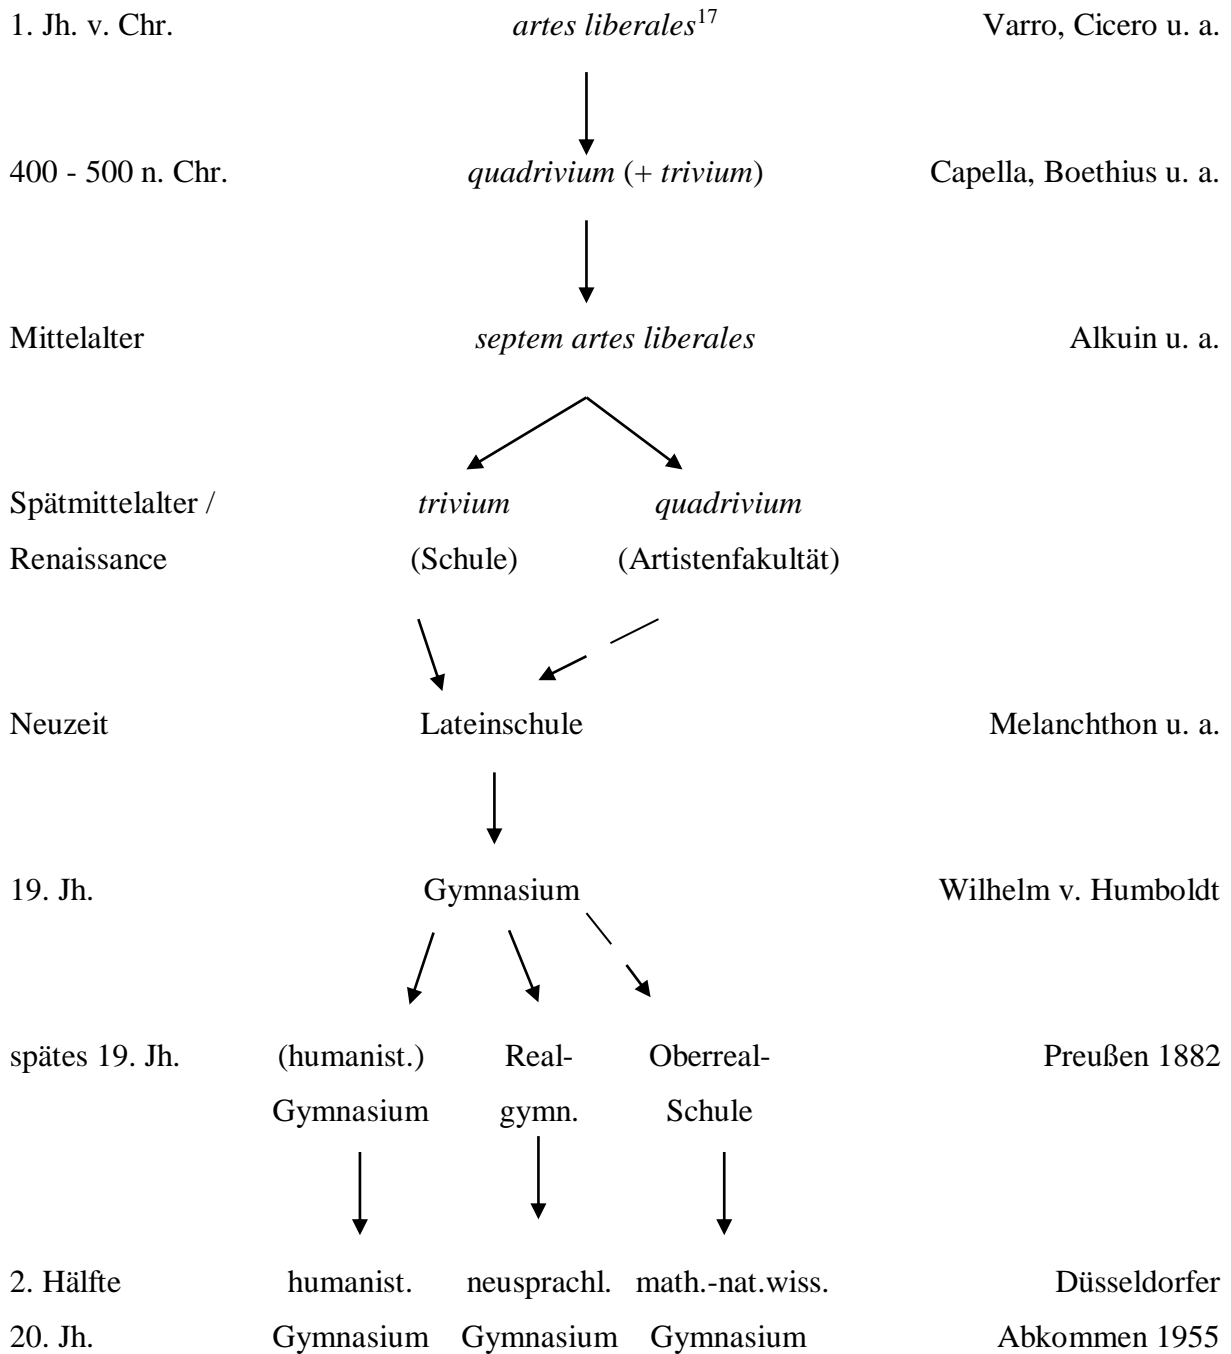 1. Jh. v. Chr. artes liberales17 Varro, Cicero u. a.
400 - 500 n. Chr. quadrivium (+ trivium) Capella, Boethius u. a.
Mittelalter septem artes liberales Alkuin u. a.
Spätmittelalter / trivium quadrivium
Renaissance (Schule) (Artistenfakultät)
Neuzeit Lateinschule Melanchthon u. a.
19. Jh. Gymnasium Wilhelm v. Humboldt
spätes 19. Jh. (humanist.) Real- Oberreal- Preußen 1882
Gymnasium gymn. Schule
2. Hälfte humanist. neusprachl. math.-nat.wiss. Düsseldorfer
20. Jh. Gymnasium Gymnasium Gymnasium Abkommen 1955